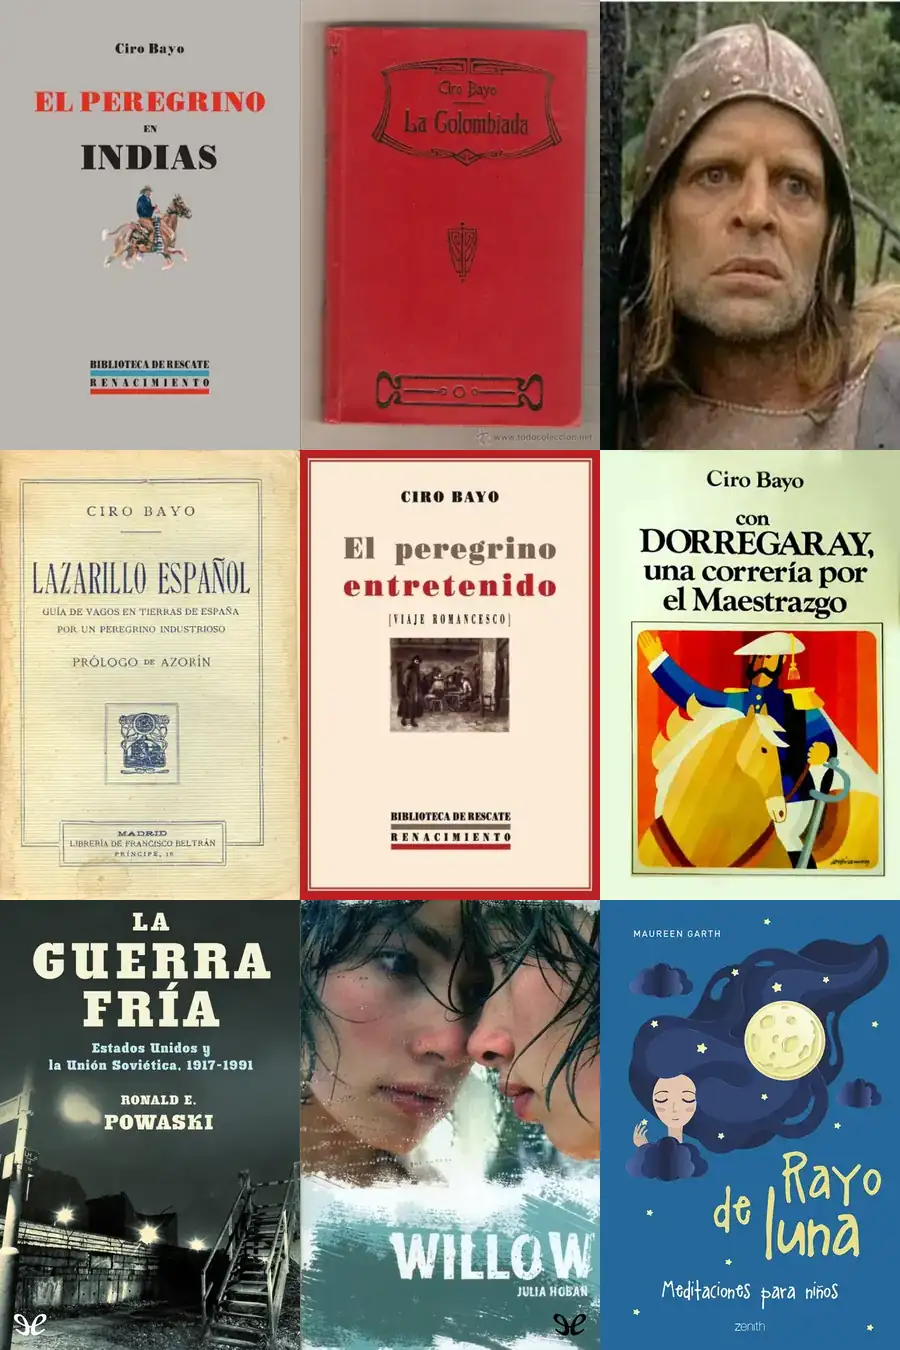 Ciro Bayo
EL PEREGRINO
EN
INDIAS
BIBLIOTECA DE RESCATE
RENACIMIENTO
Ciro Bayo
La Colombiada
www.todocoleccion.net
CIRO BAYO
LAZARILLO ESPAÑOL
GUÍA DE VAGOS EN TIERRAS DE ESPAÑA
POR UN PEREGRINO INDUSTRIOSO
PRÓLOGO DE AZORÍN
MADRID
LIBRERÍA DE FRANCISCO BELTRÁN
PRÍNCIPE, 16
CIRO BAYO
El peregrino
entretenido
[VIAJE ROMANCESCO]
BIBLIOTECA DE RESCATE
RENACIMIENTO
Ciro Bayo
con
DORREGARAY,
una correría por
el Maestrazgo
LA
GUERRA
FRÍA
Estados Unidos y
la Unión Soviética, 1917-1991
RONALD E.
POWASKI
WILLOW
JULIA HOBAN
MAUREEN GARTH
Rayo
de luna
Meditaciones para niños
zenith